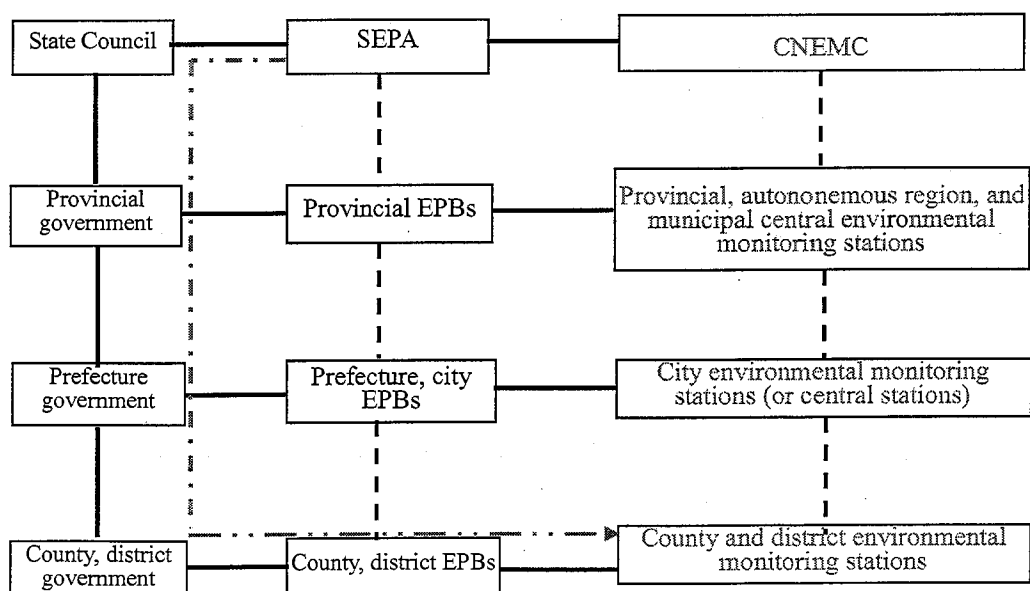 State Council
SEPA
CNEMC
Provincial
government
Provincial EPBs
Provincial, autononemous region, and
municipal central environmental
monitoring stations
Prefecture
government
Prefecture, city
EPBs
City environmental monitoring
stations (or central stations)
County, district
government
County, district EPBs
County and district environmental
monitoring stations